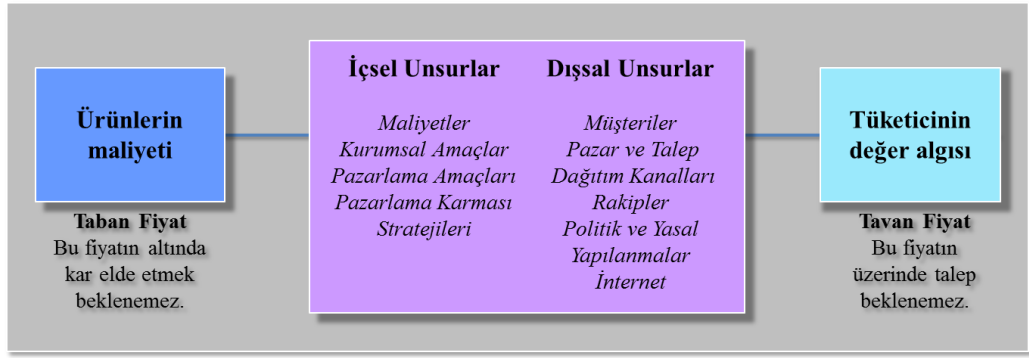 Ürünlerin
maliyeti
Taban Fiyat
Bu fiyatın altında
kar elde etmek
beklenemez.
İçsel Unsurlar
Maliyetler
Kurumsal Amaçlar
Pazarlama Amaçları
Pazarlama Karması
Stratejileri
Dışsal Unsurlar
Müşteriler
Pazar ve Talep
Dağıtım Kanalları
Rakipler
Politik ve Yasal
Yapılanmalar
İnternet
Tüketicinin
değer algısı
Tavan Fiyat
Bu fiyatın
üzerinde talep
beklenemez.